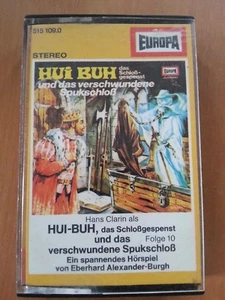 515 109.0
EUROPA
STEREO
HUI BUH das Schloß-
gespenst
und das verschwundene
Spukschloß
EUROPA
Hans Clarin als
HUI-BUH, das Schloßgespenst
und das Folge 10
verschwundene Spukschloß
Ein spannendes Hörspiel
von Eberhard Alexander-Burgh